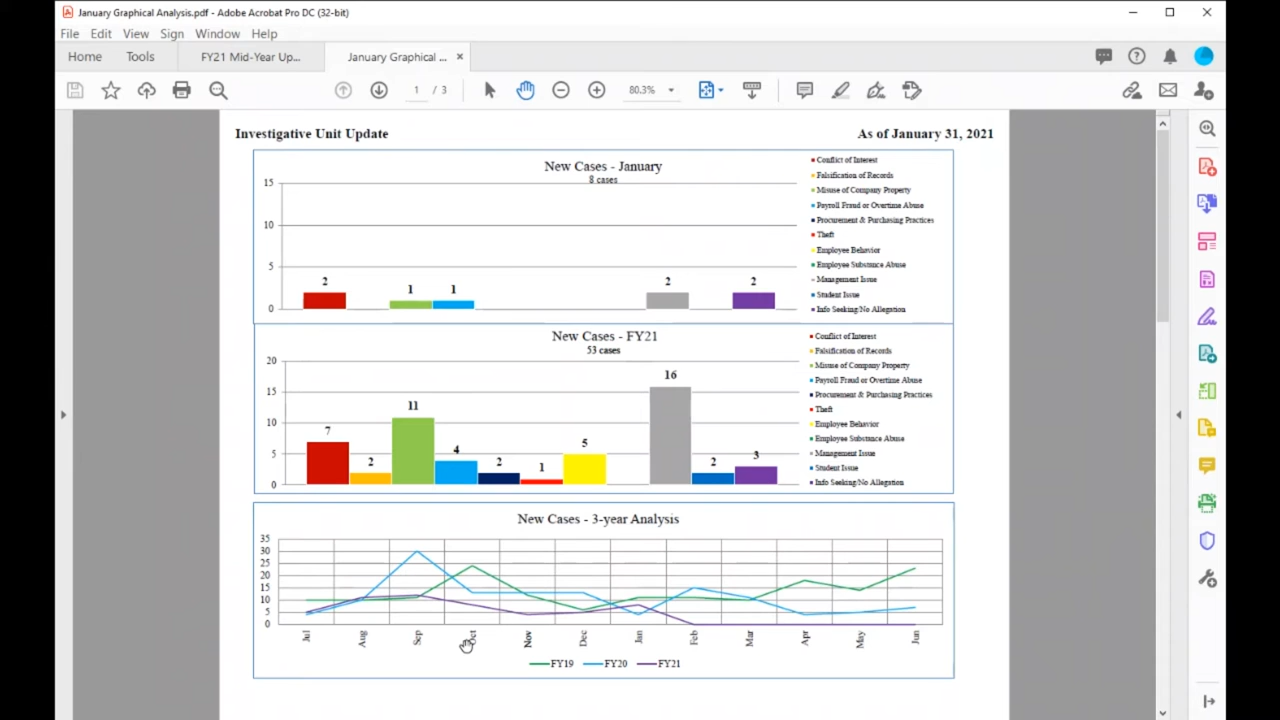 January Graphical Analysis.pdf - Adobe Acrobat Pro DC (32-bit)
File Edit View Sign Window Help
Home Tools FY21 Mid-Year Up... January Graphical ... ×
1 / 3 80.3%
Investigative Unit Update As of January 31, 2021
New Cases - January
8 cases
15
10
5
0
2 1 1 2 2
Conflict of Interest
Falsification of Records
Misuse of Company Property
Payroll Fraud or Overtime Abuse
Procurement & Purchasing Practices
Theft
Employee Behavior
Employee Substance Abuse
Management Issue
Student Issue
Info Seeking/No Allegation
New Cases - FY21
53 cases
20
15
10
5
0
7 2 11 4 2 1 5 16 2 3
Conflict of Interest
Falsification of Records
Misuse of Company Property
Payroll Fraud or Overtime Abuse
Procurement & Purchasing Practices
Theft
Employee Behavior
Employee Substance Abuse
Management Issue
Student Issue
Info Seeking/No Allegation
New Cases - 3-year Analysis
35
30
25
20
15
10
5
0
Jul Aug Sep Oct Nov Dec Jan Feb Mar Apr May Jun
FY19 FY20 FY21